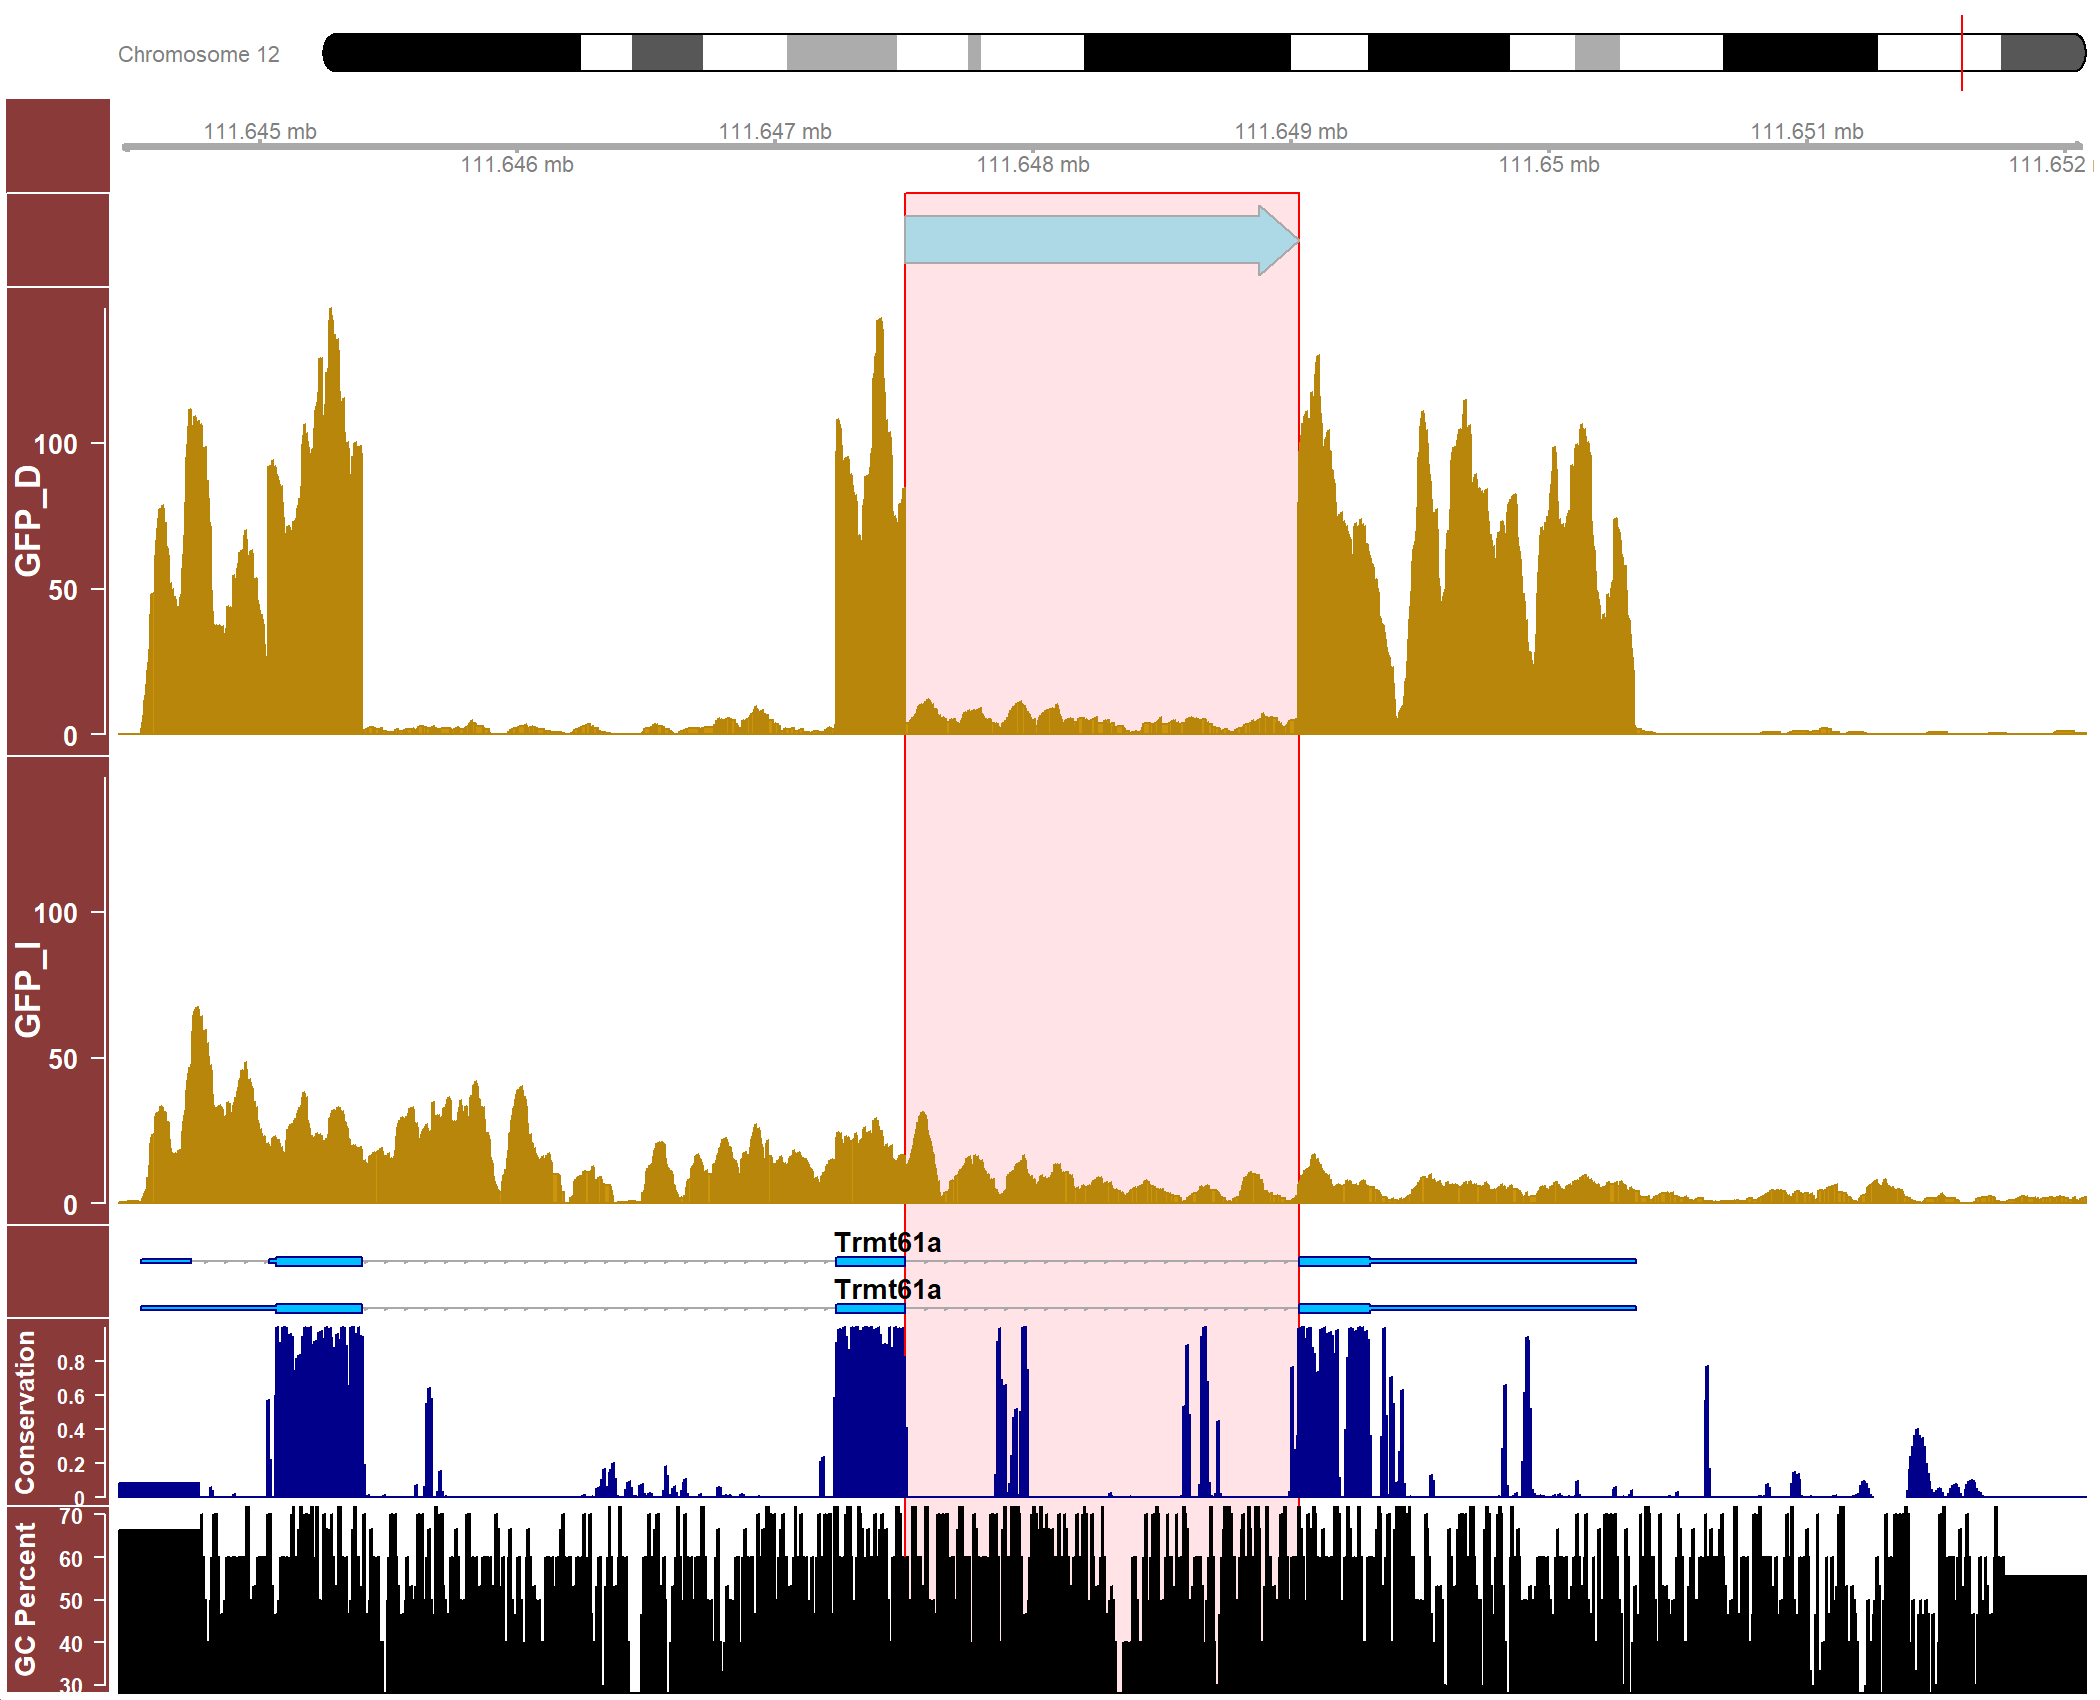 Chromosome 12
111.645 mb
111.647 mb
111.649 mb
111.651 mb
111.646 mb
111.648 mb
111.65 mb
111.652
GFP_D
100
50
0
GFP_I
100
50
0
Trmt61a
Trmt61a
Conservation
0.8
0.6
0.4
0.2
0
GC Percent
70
60
50
40
30